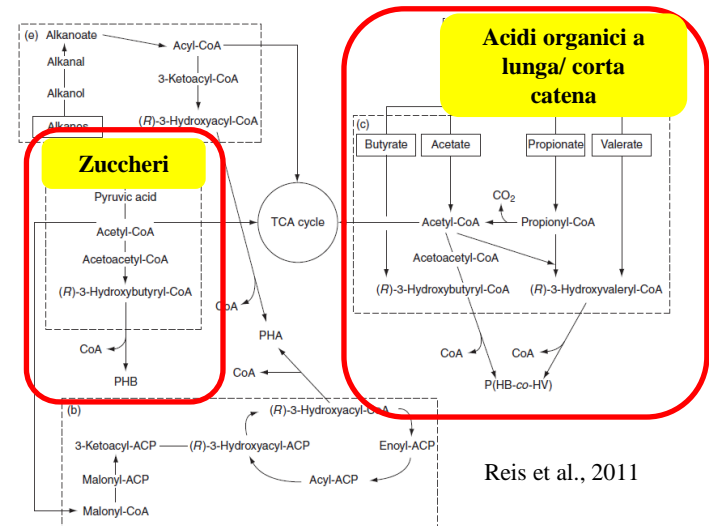 (e) Alkanoate
Acyl-CoA
Alkanal
3-Ketoacyl-CoA
Alkanol
(R)-3-Hydroxyacyl-CoA
Alkanes
Zuccheri
Pyruvic acid
Acetyl-CoA
Acetoacetyl-CoA
(R)-3-Hydroxybutyryl-CoA
CoA
PHB
TCA cycle
CoA
PHA
CoA
Acidi organici a
lunga/ corta
catena
(c)
Butyrate
Acetate
Propionate
Valerate
CO2
Acetyl-CoA
Propionyl-CoA
Acetoacetyl-CoA
(R)-3-Hydroxybutyryl-CoA
(R)-3-Hydroxyvaleryl-CoA
CoA
CoA
P(HB-co-HV)
(b)
(R)-3-Hydroxyacyl-CoA
3-Ketoacyl-ACP
(R)-3-Hydroxyacyl-ACP
Enoyl-ACP
Malonyl-ACP
Acyl-ACP
Malonyl-CoA
Reis et al., 2011